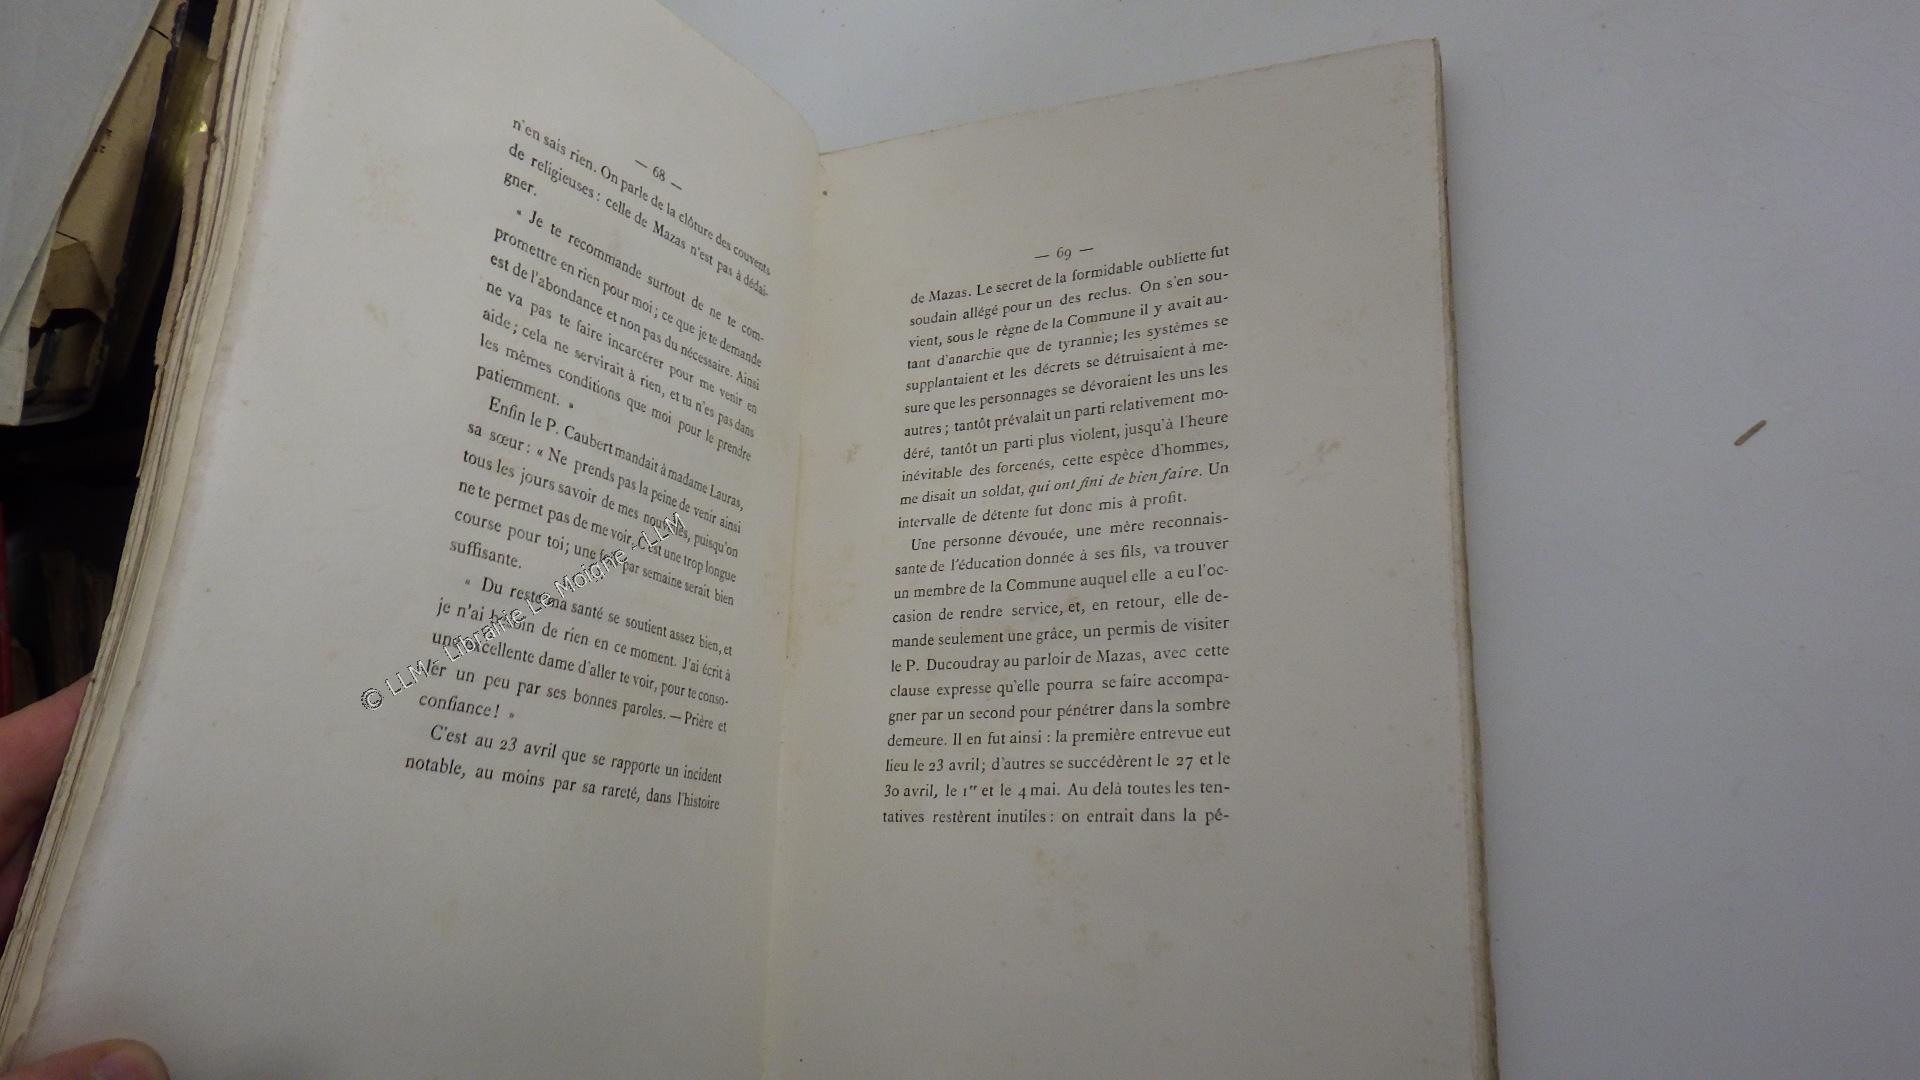 — 68 —
n'en sais rien. On parle de la clôture des couvents
de religieuses : celle de Mazas n'est pas à dédai-
gner.
« Je te recommande surtout de ne te com-
promettre en rien pour moi ; ce que je te demande
est de l'abondance et non pas du nécessaire. Ainsi
ne va pas te faire incarcérer pour me venir en
aide ; cela ne servirait à rien, et tu n'es pas dans
les mêmes conditions que moi pour le prendre
patiemment. »
Enfin le P. Caubert mandait à madame Lauras,
sa sœur : « Ne prends pas la peine de venir ainsi
tous les jours savoir de mes nouvelles, puisqu'on
ne te permet pas de me voir, c'est une trop longue
course pour toi ; une fois par semaine serait bien
suffisante.
« Du reste ma santé se soutient assez bien, et
je n'ai besoin de rien en ce moment. J'ai écrit à
une excellente dame d'aller te voir, pour te conso-
ler un peu par ses bonnes paroles. — Prière et
confiance ! »
C'est au 23 avril que se rapporte un incident
notable, au moins par sa rareté, dans l'histoire
— 69 —
de Mazas. Le secret de la formidable oubliette fut
soudain allégé pour un des reclus. On s'en sou-
vient, sous le règne de la Commune il y avait au-
tant d'anarchie que de tyrannie ; les systèmes se
supplantaient et les décrets se détruisaient à me-
sure que les personnages se dévoraient les uns les
autres ; tantôt prévalait un parti relativement mo-
déré, tantôt un parti plus violent, jusqu'à l'heure
inévitable des forcenés, cette espèce d'hommes,
me disait un soldat, qui ont fini de bien faire. Un
intervalle de détente fut donc mis à profit.
Une personne dévouée, une mère reconnais-
sante de l'éducation donnée à ses fils, va trouver
un membre de la Commune auquel elle a eu l'oc-
casion de rendre service, et, en retour, elle de-
mande seulement une grâce, un permis de visiter
le P. Ducoudray au parloir de Mazas, avec cette
clause expresse qu'elle pourra se faire accompa-
gner par un second pour pénétrer dans la sombre
demeure. Il en fut ainsi : la première entrevue eut
lieu le 23 avril ; d'autres se succédèrent le 27 et le
30 avril, le 1er et le 4 mai. Au delà toutes les ten-
tatives restèrent inutiles : on entrait dans la pé-
© LLM - Librairie Le Moigne - LLM